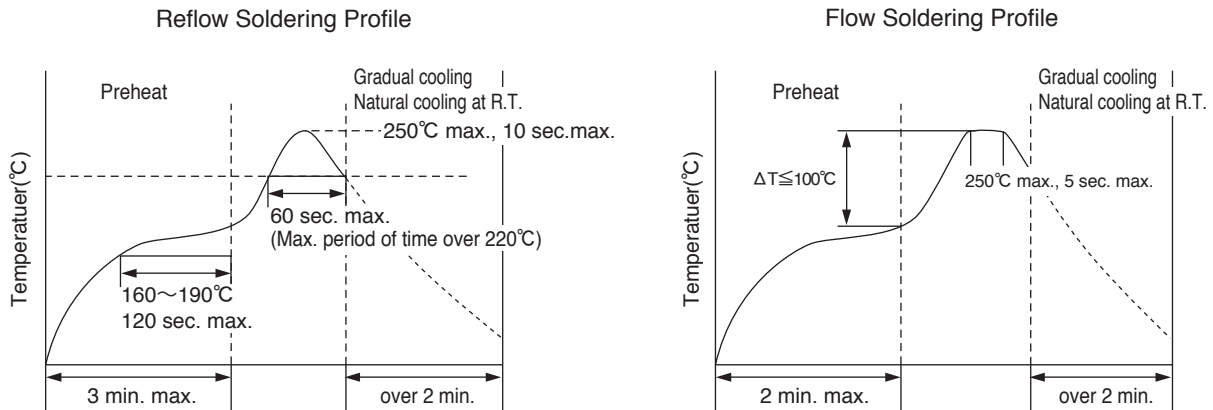 Reflow Soldering Profile
Preheat
Gradual cooling
Natural cooling at R.T.
250℃ max., 10 sec.max.
Temperatuer(℃)
60 sec. max.
(Max. period of time over 220℃)
160～190℃
120 sec. max.
3 min. max.
over 2 min.
Flow Soldering Profile
Preheat
Gradual cooling
Natural cooling at R.T.
ΔT≦100℃
250℃ max., 5 sec. max.
Temperatuer(℃)
2 min. max.
over 2 min.